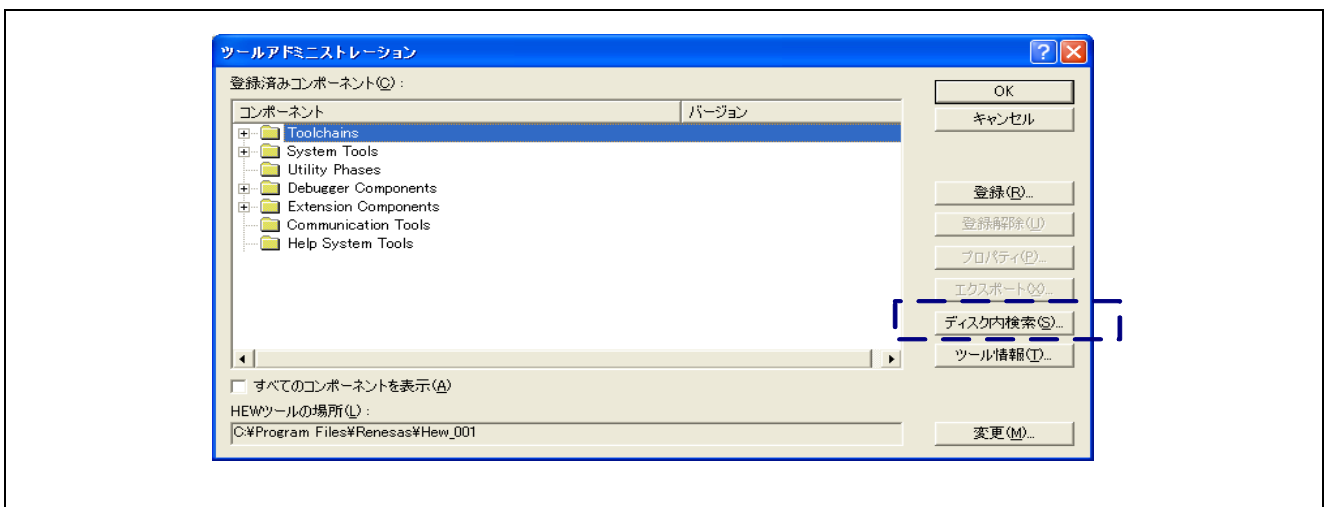 ツールアドミニストレーション
登録済みコンポーネント(C) :
コンポーネント バージョン
Toolchains
System Tools
Utility Phases
Debugger Components
Extension Components
Communication Tools
Help System Tools
すべてのコンポーネントを表示(A)
HEWツールの場所(L) :
C:¥Program Files¥Renesas¥Hew_001
OK
キャンセル
登録(R)...
登録解除(U)
プロパティ(P)...
エクスポート(X)...
ディスク内検索(S)...
ツール情報(T)...
変更(M)...